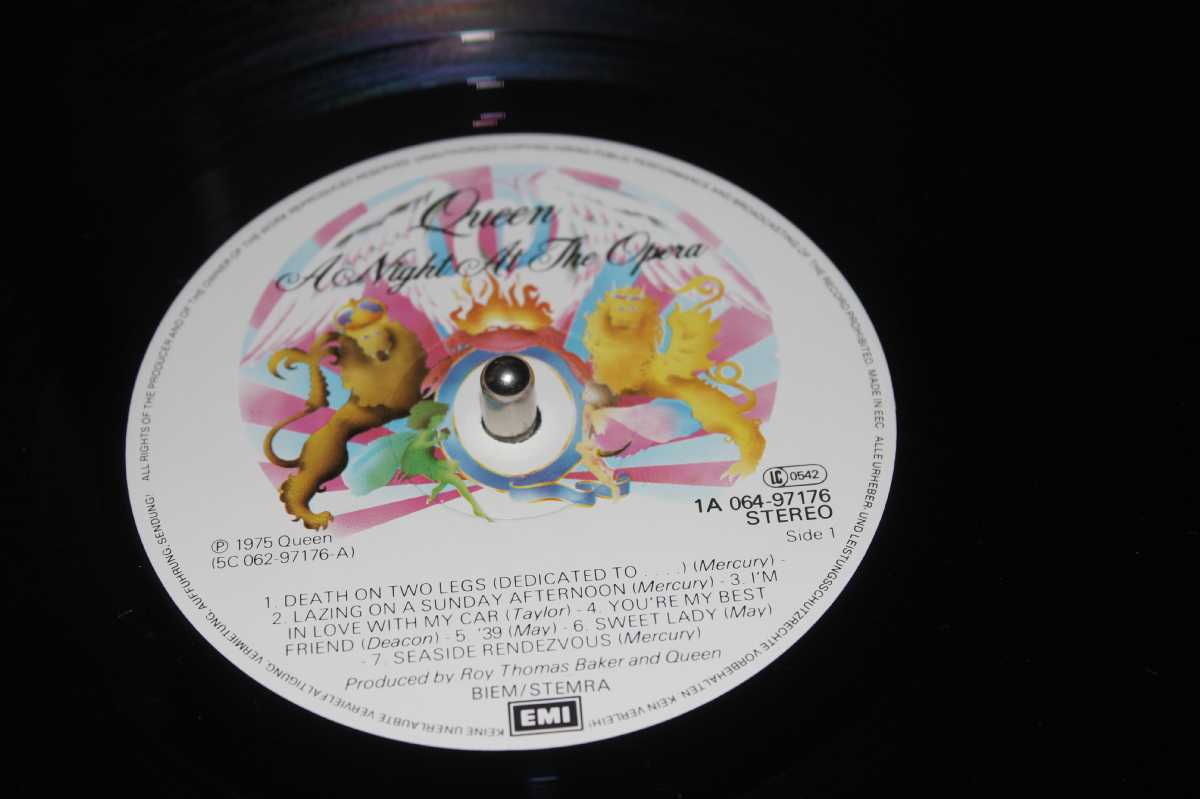 Queen
A Night At The Opera
LC 0542
1A 064-97176
STEREO
Side 1
℗ 1975 Queen
(5C 062-97176-A)
1. DEATH ON TWO LEGS (DEDICATED TO . . . .) (Mercury) -
2. LAZING ON A SUNDAY AFTERNOON (Mercury) - 3. I'M
IN LOVE WITH MY CAR (Taylor) - 4. YOU'RE MY BEST
FRIEND (Deacon) - 5. '39 (May) - 6. SWEET LADY (May)
- 7. SEASIDE RENDEZVOUS (Mercury)
Produced by Roy Thomas Baker and Queen
BIEM/STEMRA
EMI
ALL RIGHTS OF THE PRODUCER AND OF THE OWNER OF THE WORK REPRODUCED RESERVED. UNAUTHORIZED COPYING HIRING PUBLIC PERFORMANCE AND BROADCASTING OF THE RECORD PROHIBITED. MADE IN EEC ALLE URHEBER- UND LEISTUNGSSCHUTZRECHTE VORBEHALTEN. KEIN VERLEIH! KEINE UNERLAUBTE VERVIELFALTIGUNG, VERMIETUNG, AUFFUHRUNG, SENDUNG!